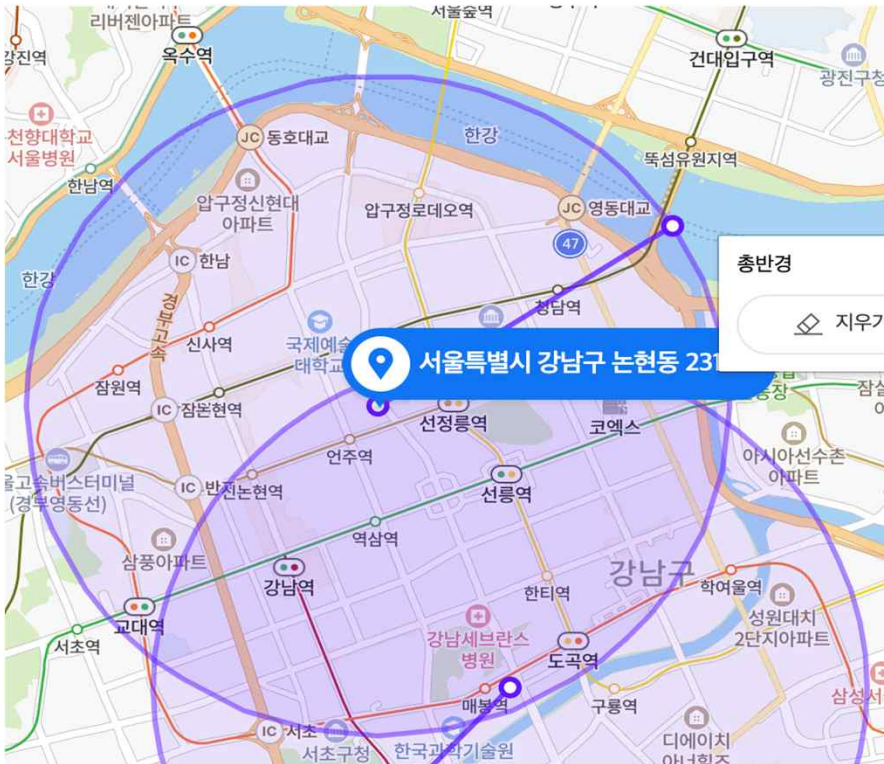 리버젠아파트
서울숲역
강진역
옥수역
건대입구역
광진구청
천향대학교
서울병원
JC 동호대교
한강
뚝섬유원지역
한남역
압구정신현대
아파트
압구정로데오역
JC 영동대교
47
IC 한남
총반경
한강
경부고속
청담역
지우기
신사역
국제예술
대학교
서울특별시 강남구 논현동 231
잠원역
IC 잠온현역
선정릉역
코엑스
언주역
아시아선수촌
아파트
울고속버스터미널
(경부영동선)
IC 반진논현역
선릉역
역삼역
삼풍아파트
강남역
강남구
한티역
학여울역
교대역
성원대치
2단지아파트
서초역
강남세브란스
병원
도곡역
매봉역
구룡역
삼성서
IC 서초
서초구청
한국과학기술원
디에이치